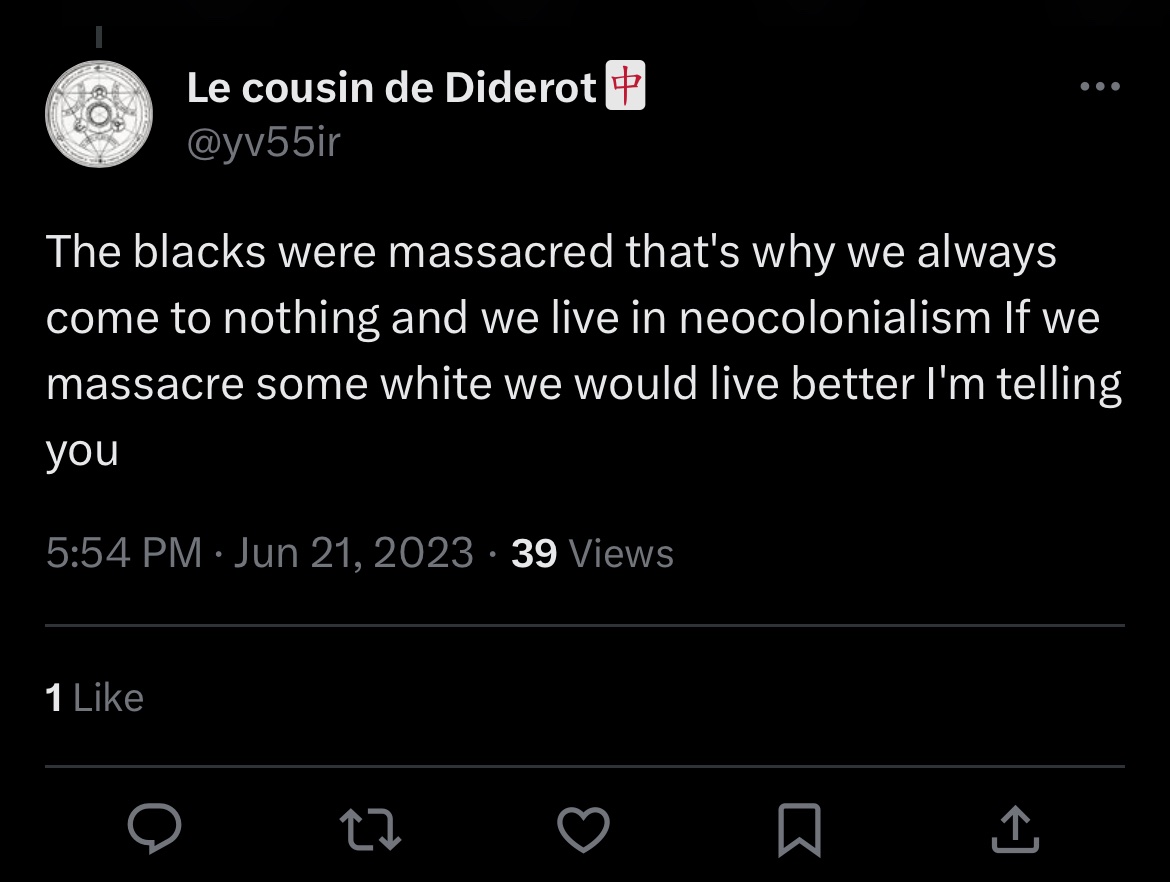 Le cousin de Diderot🀄
@yv55ir
The blacks were massacred that's why we always
come to nothing and we live in neocolonialism If we
massacre some white we would live better I'm telling
you
5:54 PM · Jun 21, 2023 · 39 Views
1 Like